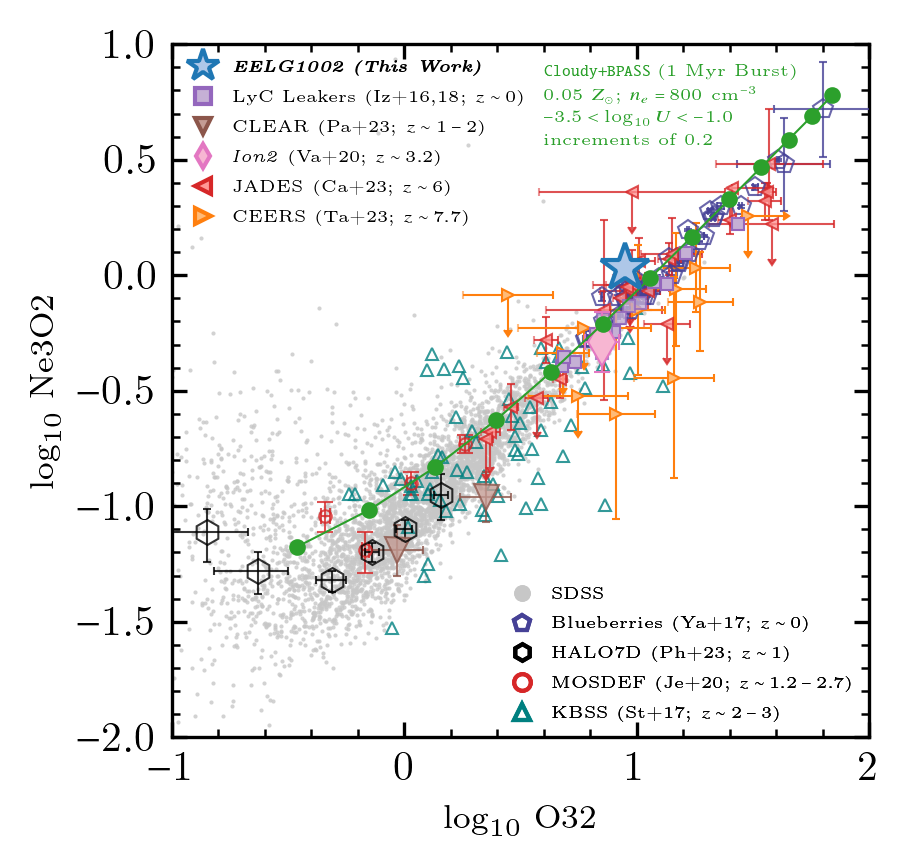 EELG1002 (This Work)
LyC Leakers (Iz+16,18; z ~ 0)
CLEAR (Pa+23; z ~ 1 − 2)
Ion2 (Va+20; z ~ 3.2)
JADES (Ca+23; z ~ 6)
CEERS (Ta+23; z ~ 7.7)
Cloudy+BPASS (1 Myr Burst)
0.05 Z⊙; nₑ = 800 cm⁻³
−3.5 < log₁₀ U < −1.0
increments of 0.2
SDSS
Blueberries (Ya+17; z ~ 0)
HALO7D (Ph+23; z ~ 1)
MOSDEF (Je+20; z ~ 1.2 − 2.7)
KBSS (St+17; z ~ 2 − 3)
1.0
0.5
0.0
−0.5
−1.0
−1.5
−2.0
log₁₀ Ne3O2
−1
0
1
2
log₁₀ O32